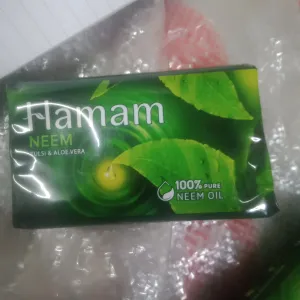 Hamam
NEEM
TULSI & ALOE VERA
100% PURE
NEEM OIL